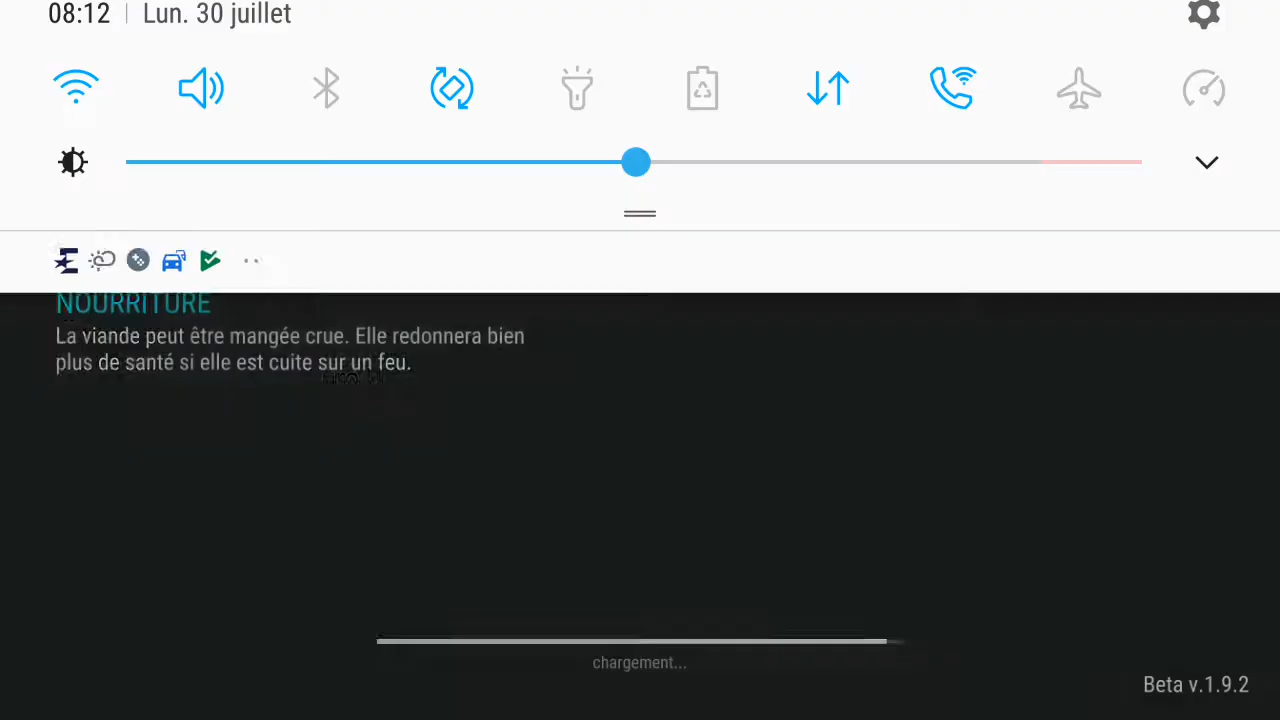 08:12 | Lun. 30 juillet
NOURRITURE
La viande peut être mangée crue. Elle redonnera bien
plus de santé si elle est cuite sur un feu.
chargement...
Beta v.1.9.2